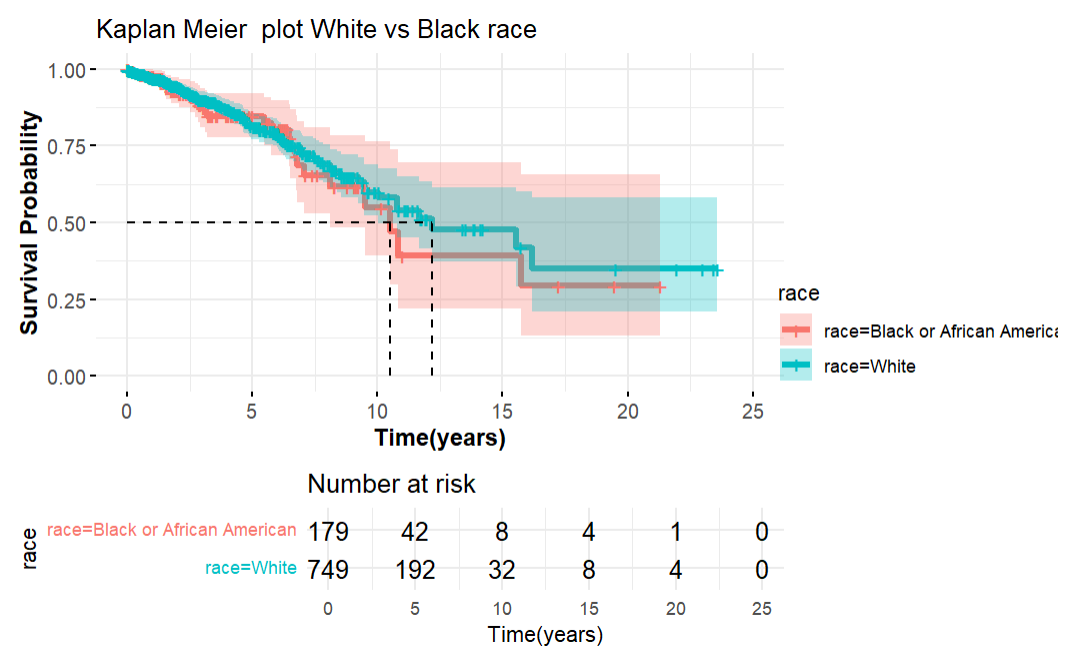 Kaplan Meier  plot White vs Black race
Survival Probability
1.00
0.75
0.50
0.25
0.00
0 5 10 15 20 25
Time(years)
race
race=Black or African America
race=White
Number at risk
race
race=Black or African American 179 42 8 4 1 0
race=White 749 192 32 8 4 0
0 5 10 15 20 25
Time(years)